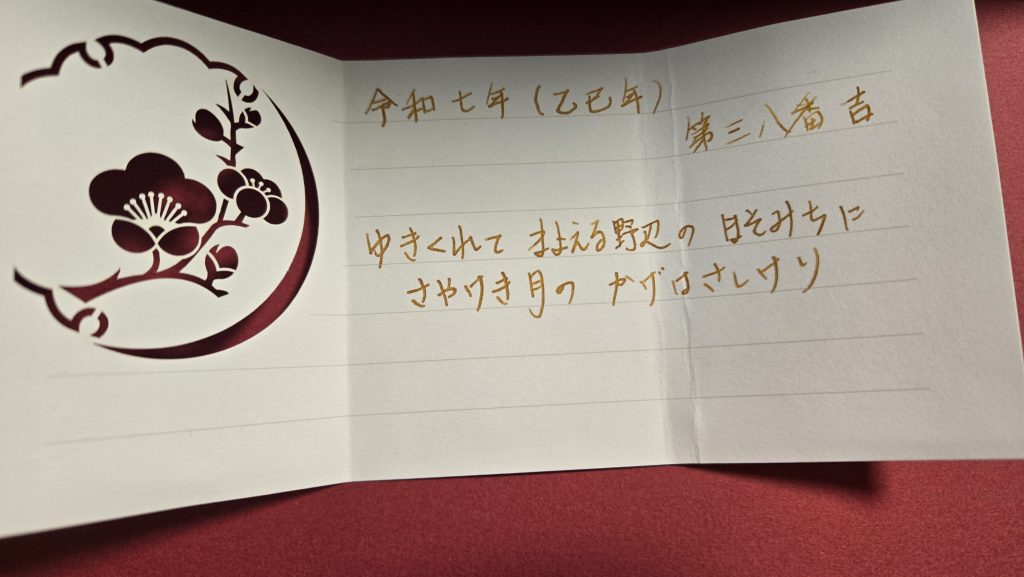 令和七年(乙巳年)
第三八番 吉
ゆきくれて まよえる野辺の ほそみちに
さやけき月の かげはさしけり